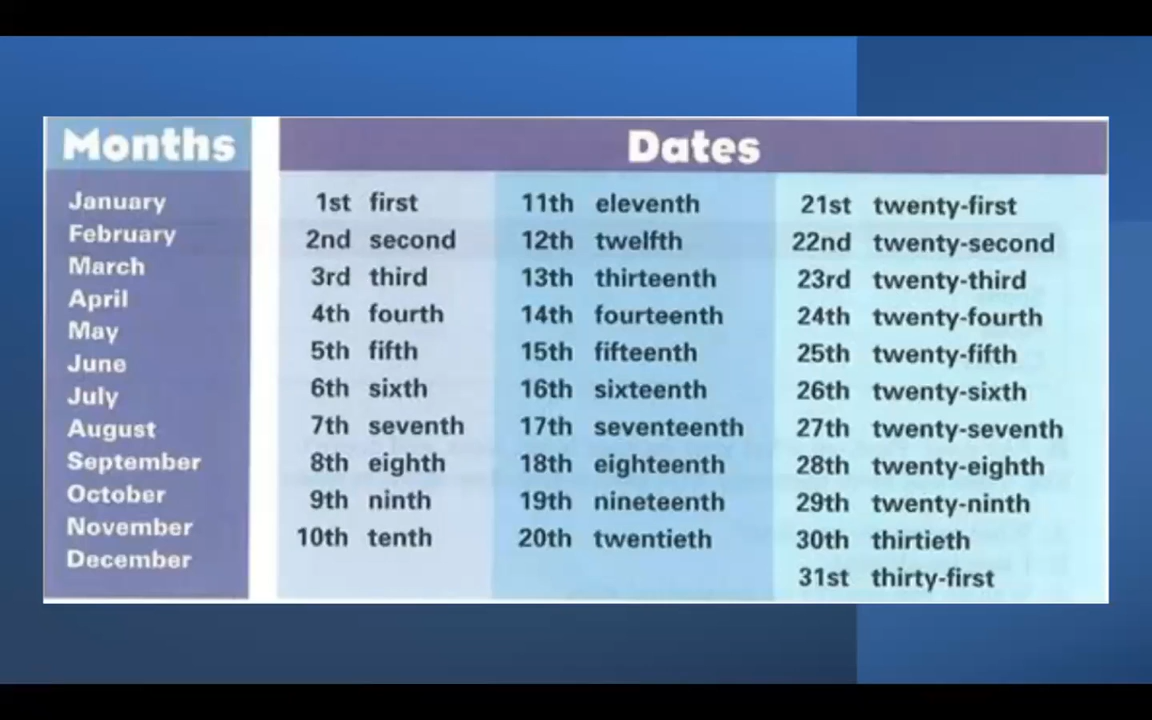 Months
January
February
March
April
May
June
July
August
September
October
November
December
Dates
1st first
2nd second
3rd third
4th fourth
5th fifth
6th sixth
7th seventh
8th eighth
9th ninth
10th tenth
11th eleventh
12th twelfth
13th thirteenth
14th fourteenth
15th fifteenth
16th sixteenth
17th seventeenth
18th eighteenth
19th nineteenth
20th twentieth
21st twenty-first
22nd twenty-second
23rd twenty-third
24th twenty-fourth
25th twenty-fifth
26th twenty-sixth
27th twenty-seventh
28th twenty-eighth
29th twenty-ninth
30th thirtieth
31st thirty-first